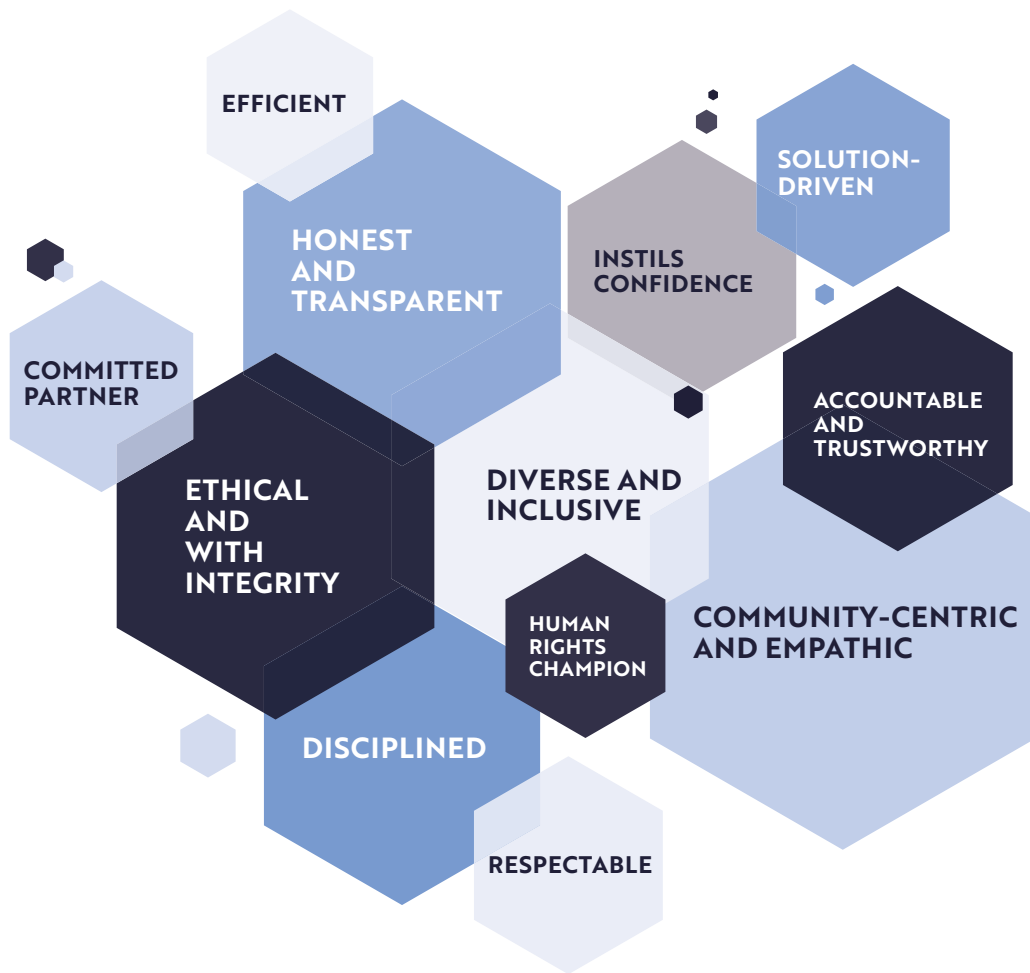 EFFICIENT
SOLUTION-
DRIVEN
HONEST
AND
TRANSPARENT
INSTILS
CONFIDENCE
COMMITTED
PARTNER
ACCOUNTABLE
AND
TRUSTWORTHY
ETHICAL
AND
WITH
INTEGRITY
DIVERSE AND
INCLUSIVE
HUMAN
RIGHTS
CHAMPION
COMMUNITY-CENTRIC
AND EMPATHIC
DISCIPLINED
RESPECTABLE